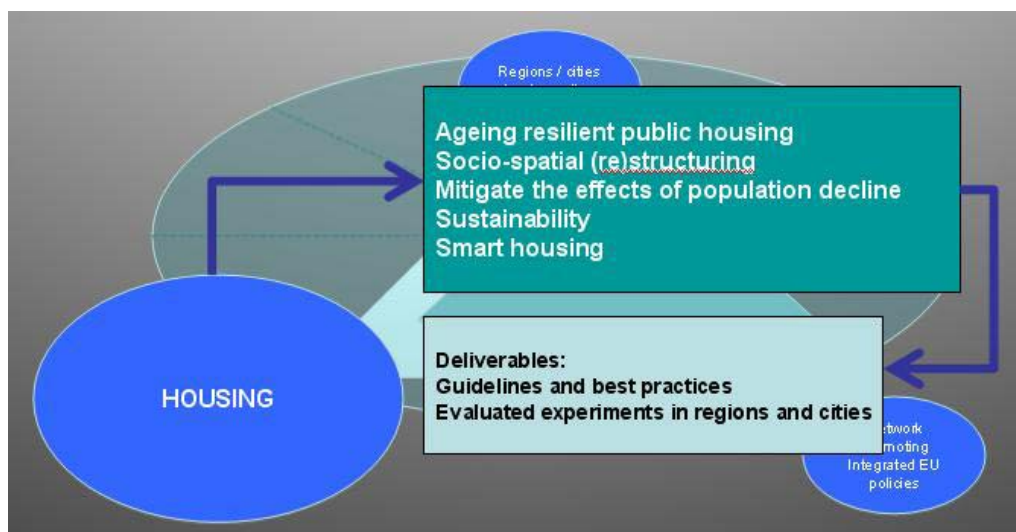 Regions / cities
Ageing resilient public housing
Socio-spatial (re)structuring
Mitigate the effects of population decline
Sustainability
Smart housing
HOUSING
Deliverables:
Guidelines and best practices
Evaluated experiments in regions and cities
Integrated EU
policies